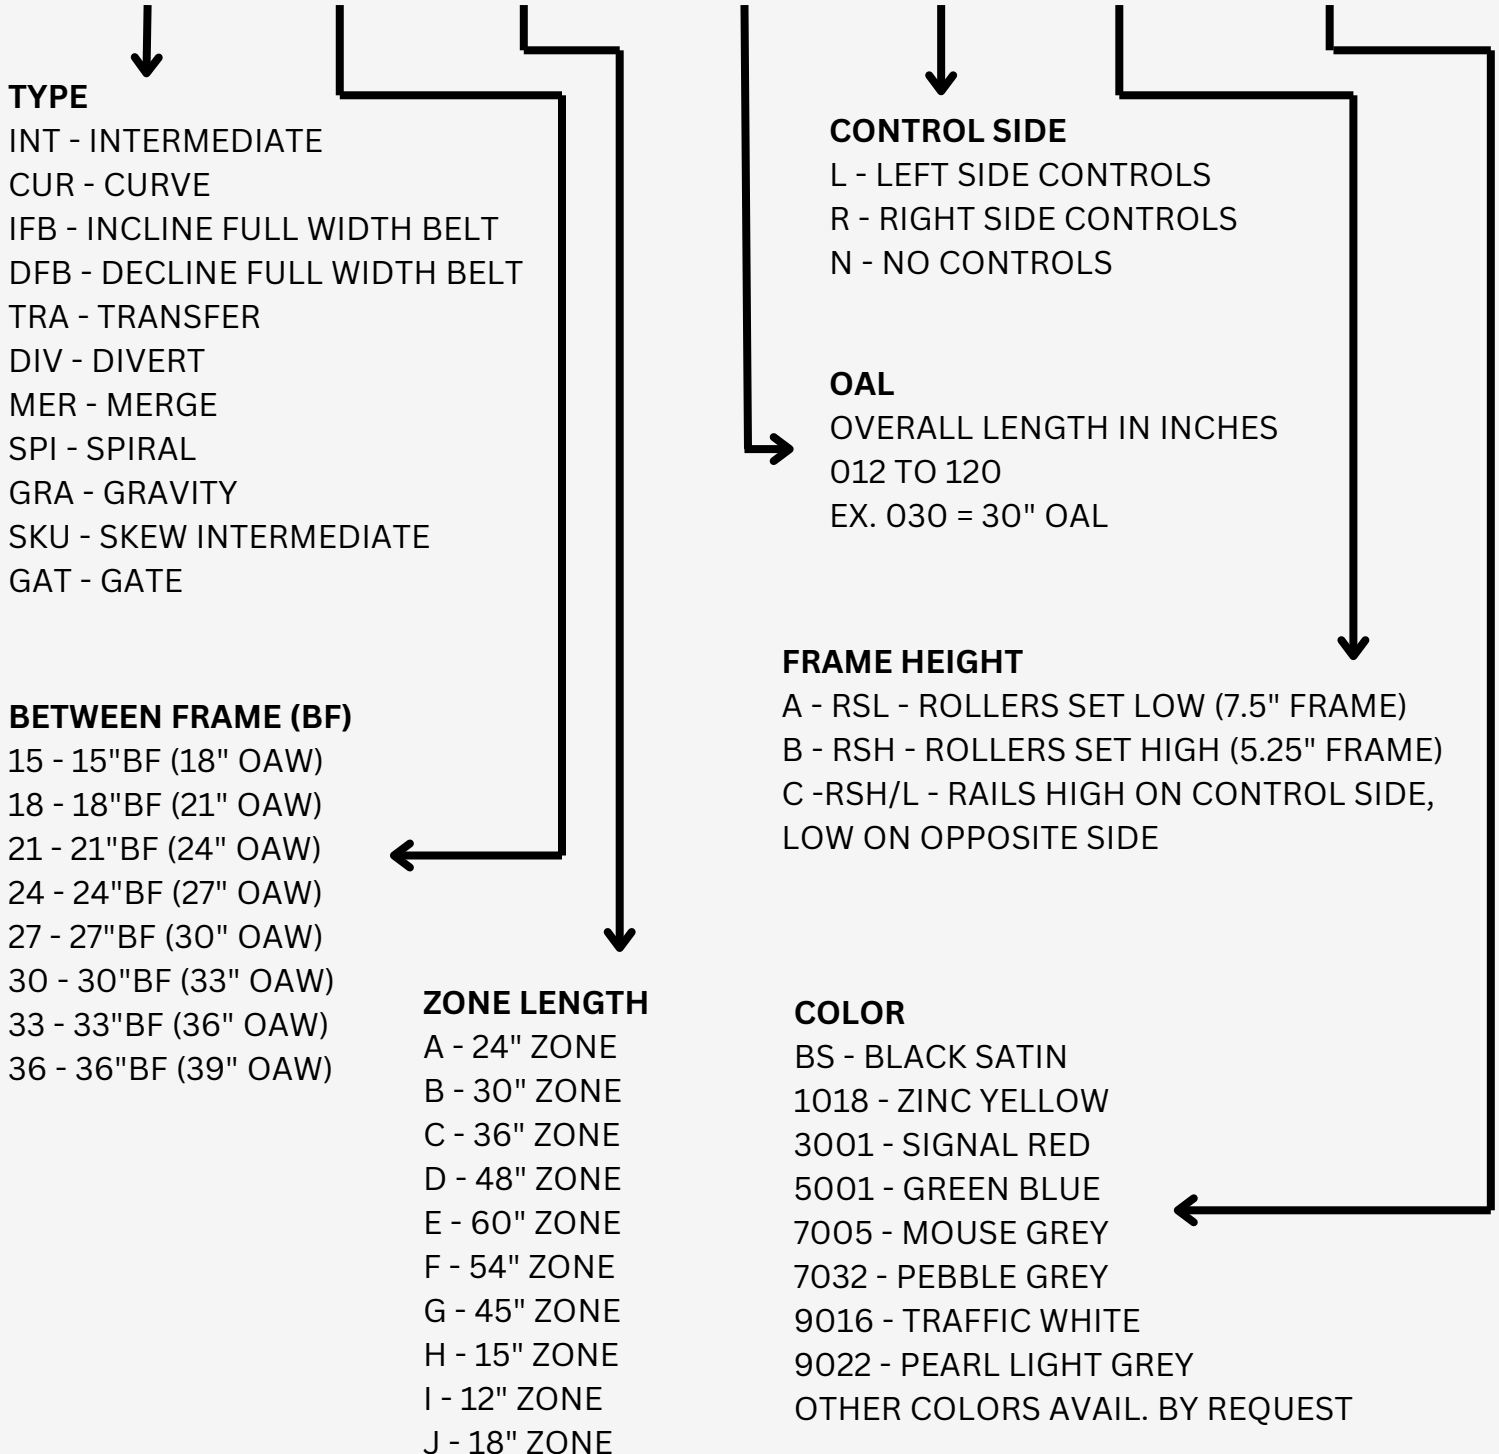 TYPE
INT - INTERMEDIATE
CUR - CURVE
IFB - INCLINE FULL WIDTH BELT
DFB - DECLINE FULL WIDTH BELT
TRA - TRANSFER
DIV - DIVERT
MER - MERGE
SPI - SPIRAL
GRA - GRAVITY
SKU - SKEW INTERMEDIATE
GAT - GATE
BETWEEN FRAME (BF)
15 - 15"BF (18" OAW)
18 - 18"BF (21" OAW)
21 - 21"BF (24" OAW)
24 - 24"BF (27" OAW)
27 - 27"BF (30" OAW)
30 - 30"BF (33" OAW)
33 - 33"BF (36" OAW)
36 - 36"BF (39" OAW)
ZONE LENGTH
A - 24" ZONE
B - 30" ZONE
C - 36" ZONE
D - 48" ZONE
E - 60" ZONE
F - 54" ZONE
G - 45" ZONE
H - 15" ZONE
I - 12" ZONE
J - 18" ZONE
CONTROL SIDE
L - LEFT SIDE CONTROLS
R - RIGHT SIDE CONTROLS
N - NO CONTROLS
OAL
OVERALL LENGTH IN INCHES
012 TO 120
EX. 030 = 30" OAL
FRAME HEIGHT
A - RSL - ROLLERS SET LOW (7.5" FRAME)
B - RSH - ROLLERS SET HIGH (5.25" FRAME)
C -RSH/L - RAILS HIGH ON CONTROL SIDE,
LOW ON OPPOSITE SIDE
COLOR
BS - BLACK SATIN
1018 - ZINC YELLOW
3001 - SIGNAL RED
5001 - GREEN BLUE
7005 - MOUSE GREY
7032 - PEBBLE GREY
9016 - TRAFFIC WHITE
9022 - PEARL LIGHT GREY
OTHER COLORS AVAIL. BY REQUEST